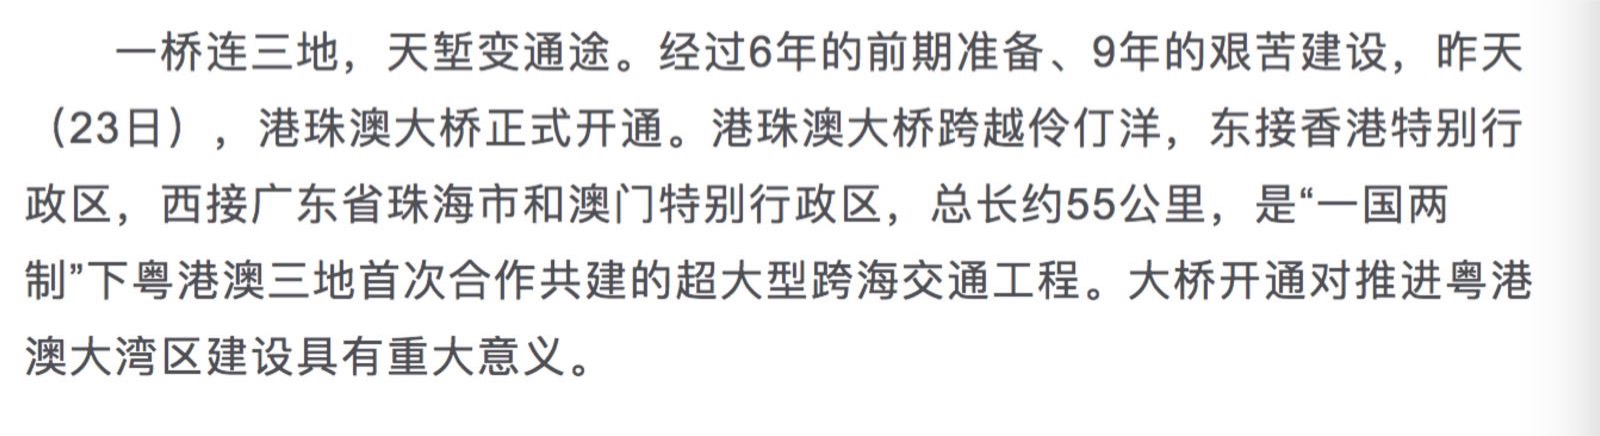 一桥连三地，天堑变通途。经过6年的前期准备、9年的艰苦建设，昨天
（23日），港珠澳大桥正式开通。港珠澳大桥跨越伶仃洋，东接香港特别行
政区，西接广东省珠海市和澳门特别行政区，总长约55公里，是“一国两
制”下粤港澳三地首次合作共建的超大型跨海交通工程。大桥开通对推进粤港
澳大湾区建设具有重大意义。